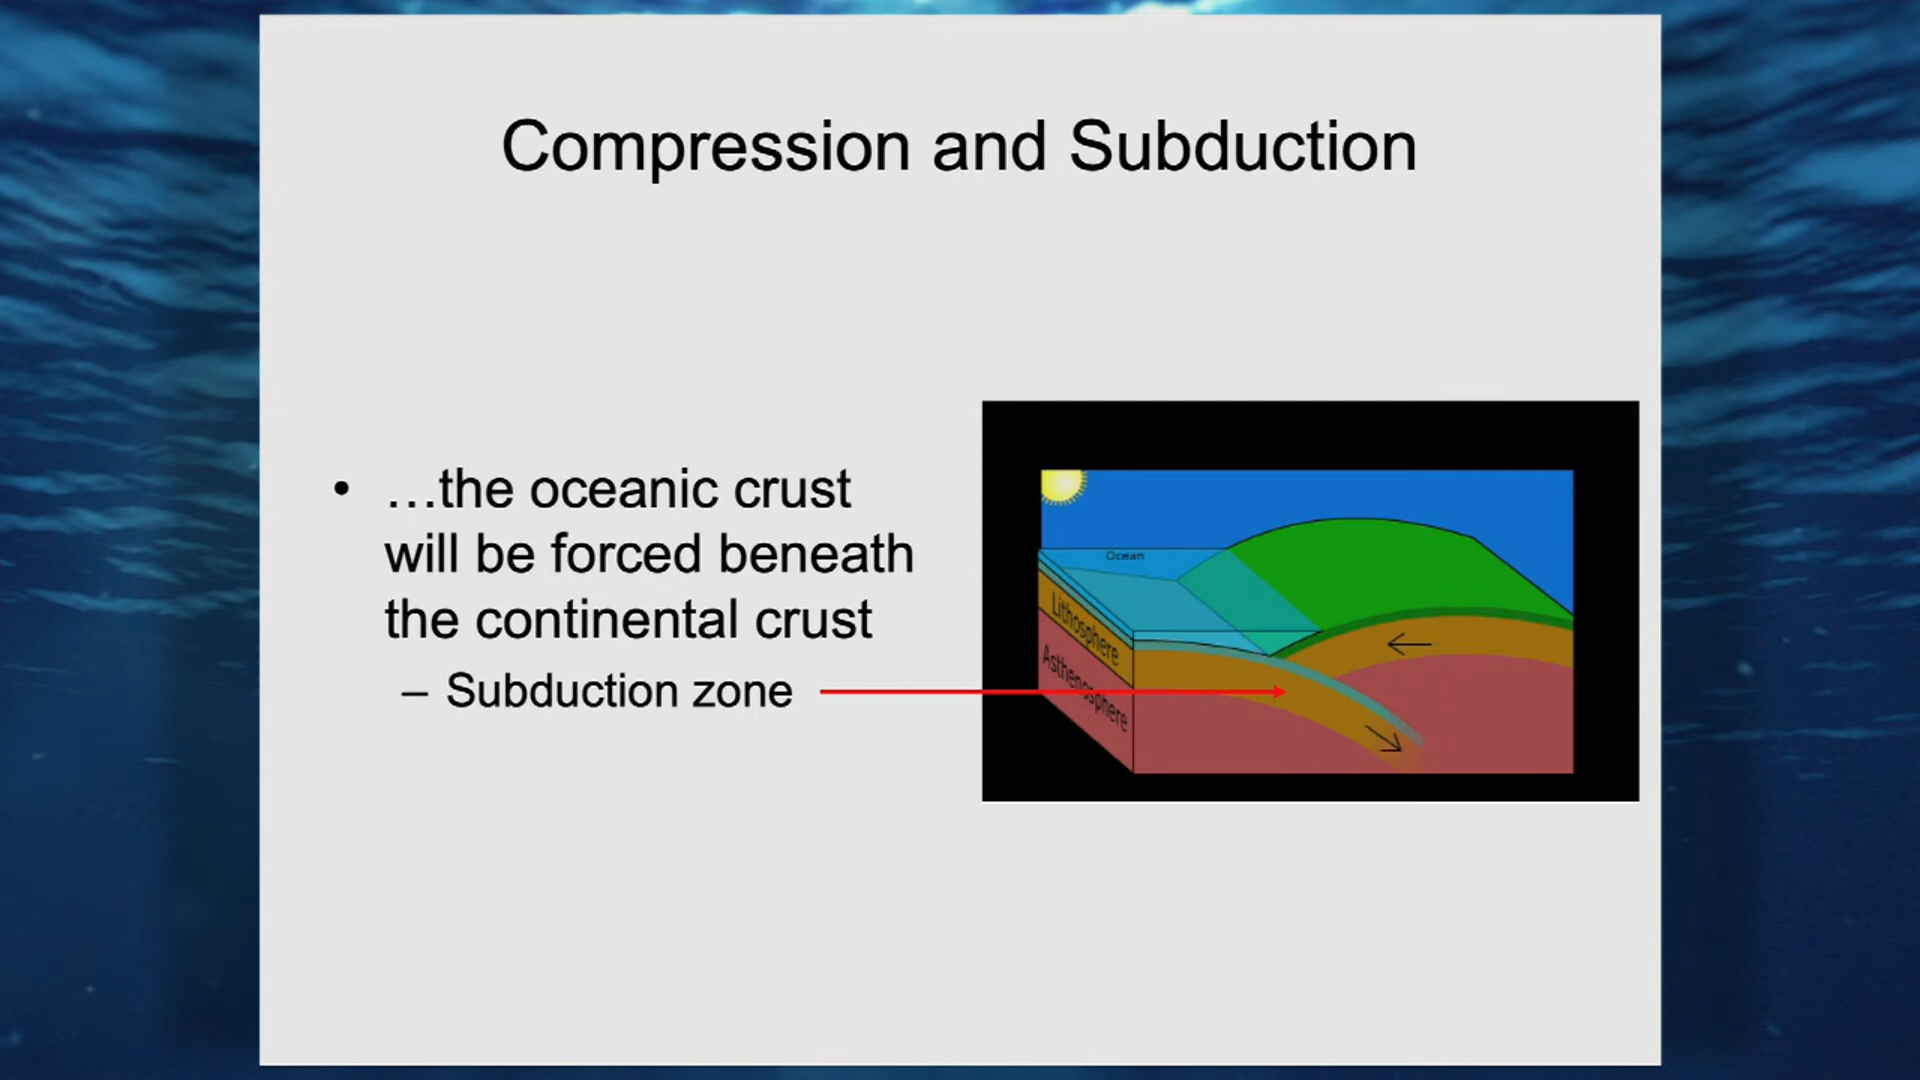 Compression and Subduction
• …the oceanic crust
will be forced beneath
the continental crust
– Subduction zone
Ocean
Lithosphere
Asthenosphere